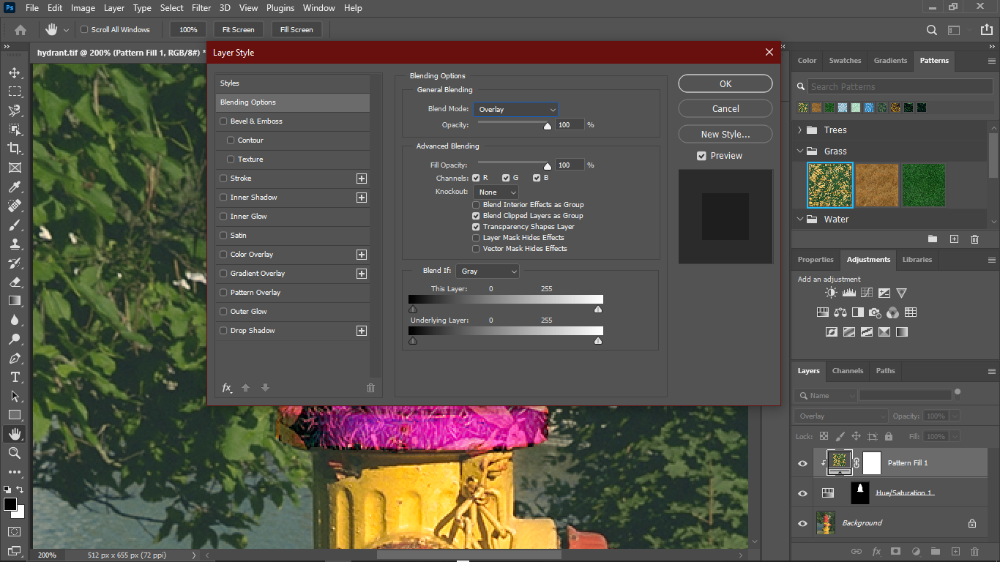 Ps File Edit Image Layer Type Select Filter 3D View Plugins Window Help
Scroll All Windows 100% Fit Screen Fill Screen
hydrant.tif @ 200% (Pattern Fill 1, RGB/8#) *
Layer Style
Styles
Blending Options
Bevel & Emboss
Contour
Texture
Stroke
Inner Shadow
Inner Glow
Satin
Color Overlay
Gradient Overlay
Pattern Overlay
Outer Glow
Drop Shadow
fx
Blending Options
General Blending
Blend Mode: Overlay
Opacity: 100 %
Advanced Blending
Fill Opacity: 100 %
Channels: R G B
Knockout: None
Blend Interior Effects as Group
Blend Clipped Layers as Group
Transparency Shapes Layer
Layer Mask Hides Effects
Vector Mask Hides Effects
Blend If: Gray
This Layer: 0 255
Underlying Layer: 0 255
OK
Cancel
New Style...
Preview
Color Swatches Gradients Patterns
Search Patterns
Trees
Grass
Water
Properties Adjustments Libraries
Add an adjustment
Layers Channels Paths
Name
Overlay Opacity: 100%
Lock: Fill: 100%
Pattern Fill 1
Hue/Saturation 1
Background
fx
200% 512 px x 655 px (72 ppi)